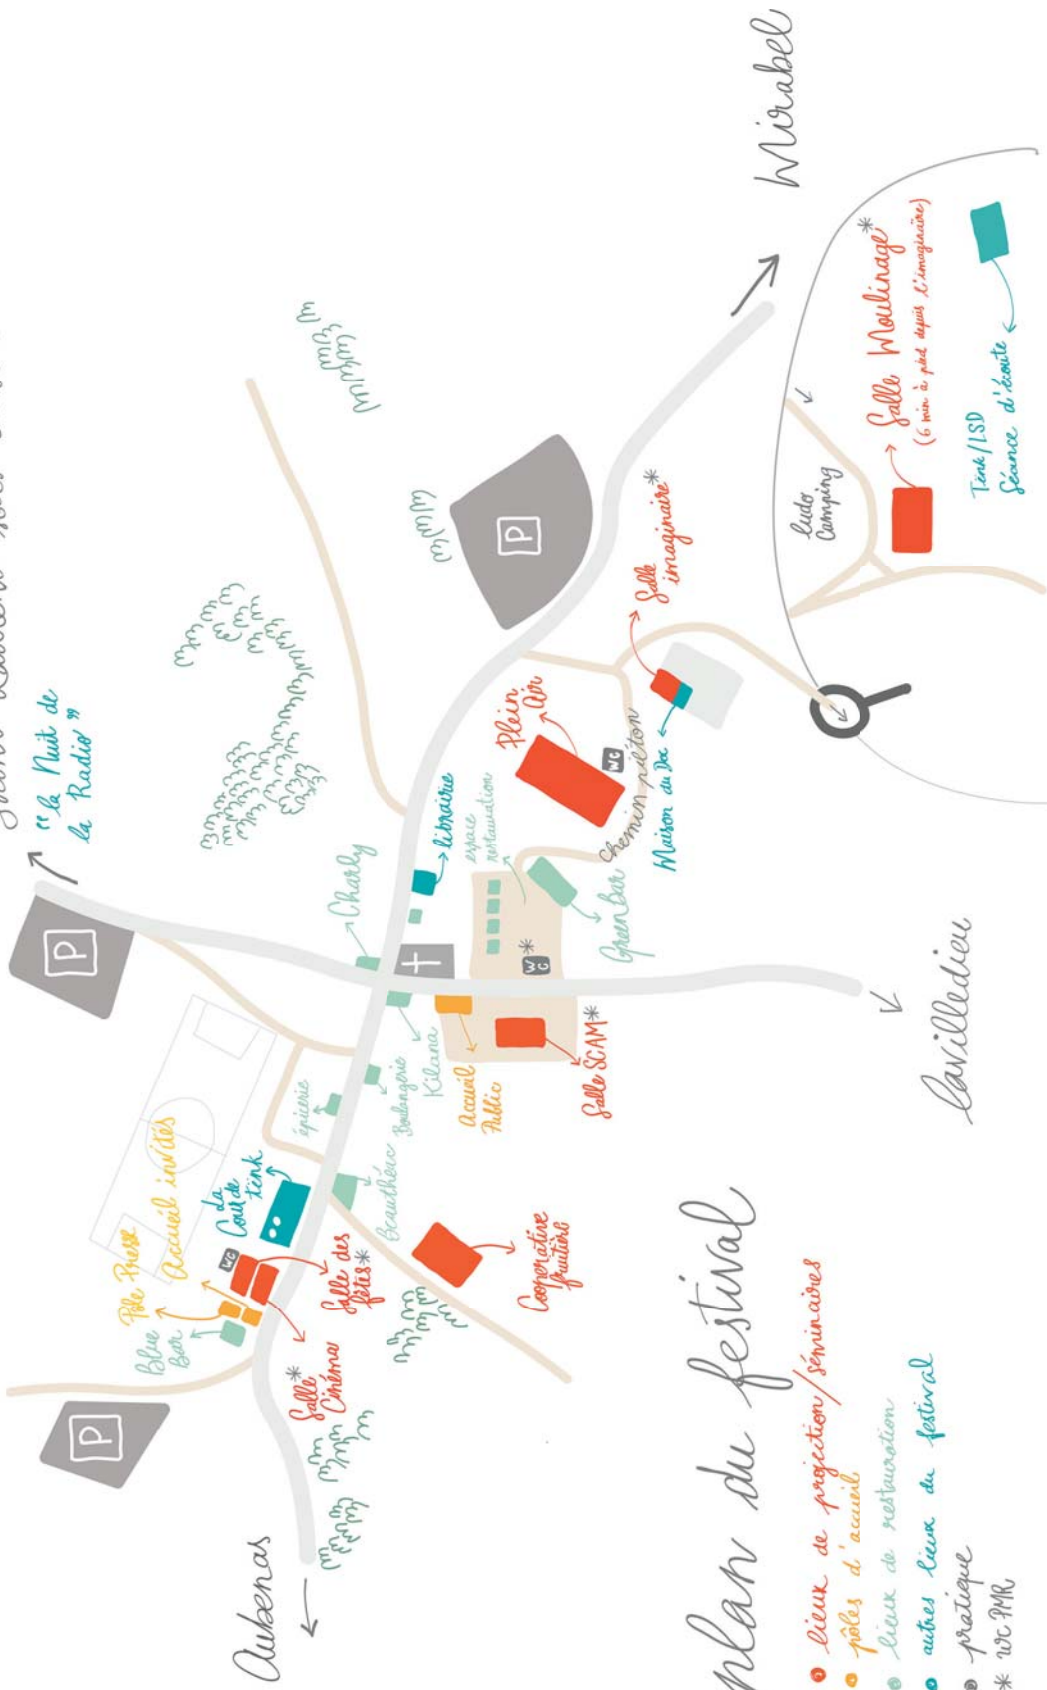 "la Nuit de
la Radio"
Mirabel
P
P
P
Charly
librairie
espace
restauration
Plein
Air
WC
Salle
imaginaire*
chemin piéton
Maison du Doc
GreenBar
WC*
Kilana
Boulangerie
épicerie
Accueil
Public
Salle SCAM*
Pôle Presse
Accueil invités
La
Cour de
tënk
Blue
Bar
WC
Salle des
fêtes*
Salle*
Cinéma
Beauthéac
Coopérative
fruitière
Aubenas
Lavilledieu
ludo
Camping
Salle Moulinage*
(6 min à pied depuis l'imaginaire)
Tënk/LSD
Séance d'écoute
plan du festival
lieux de projection/séminaires
pôles d'accueil
lieux de restauration
autres lieux du festival
pratique
* WC PMR